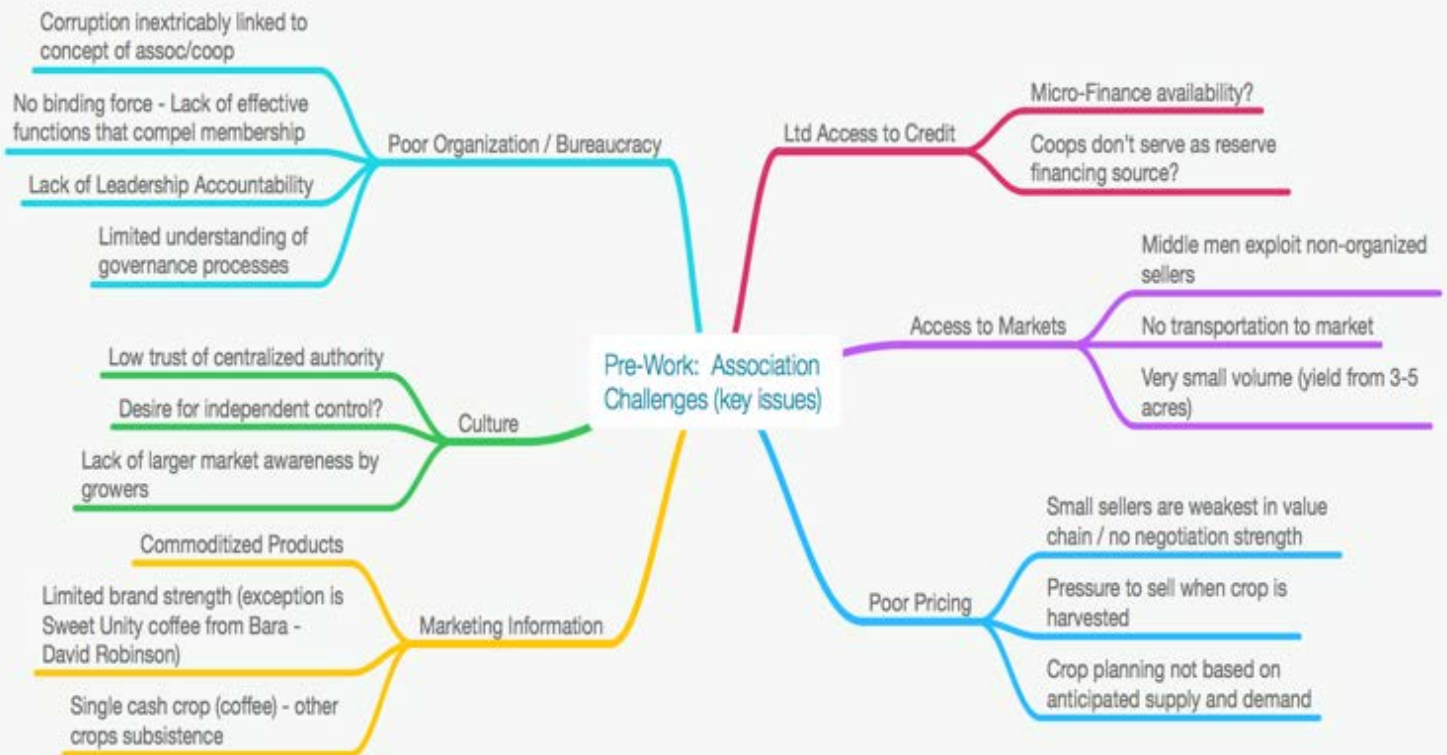 Pre-Work: Association
Challenges (key issues)
Poor Organization / Bureaucracy
Corruption inextricably linked to
concept of assoc/coop
No binding force - Lack of effective
functions that compel membership
Lack of Leadership Accountability
Limited understanding of
governance processes
Culture
Low trust of centralized authority
Desire for independent control?
Lack of larger market awareness by
growers
Marketing Information
Commoditized Products
Limited brand strength (exception is
Sweet Unity coffee from Bara -
David Robinson)
Single cash crop (coffee) - other
crops subsistence
Ltd Access to Credit
Micro-Finance availability?
Coops don't serve as reserve
financing source?
Access to Markets
Middle men exploit non-organized
sellers
No transportation to market
Very small volume (yield from 3-5
acres)
Poor Pricing
Small sellers are weakest in value
chain / no negotiation strength
Pressure to sell when crop is
harvested
Crop planning not based on
anticipated supply and demand